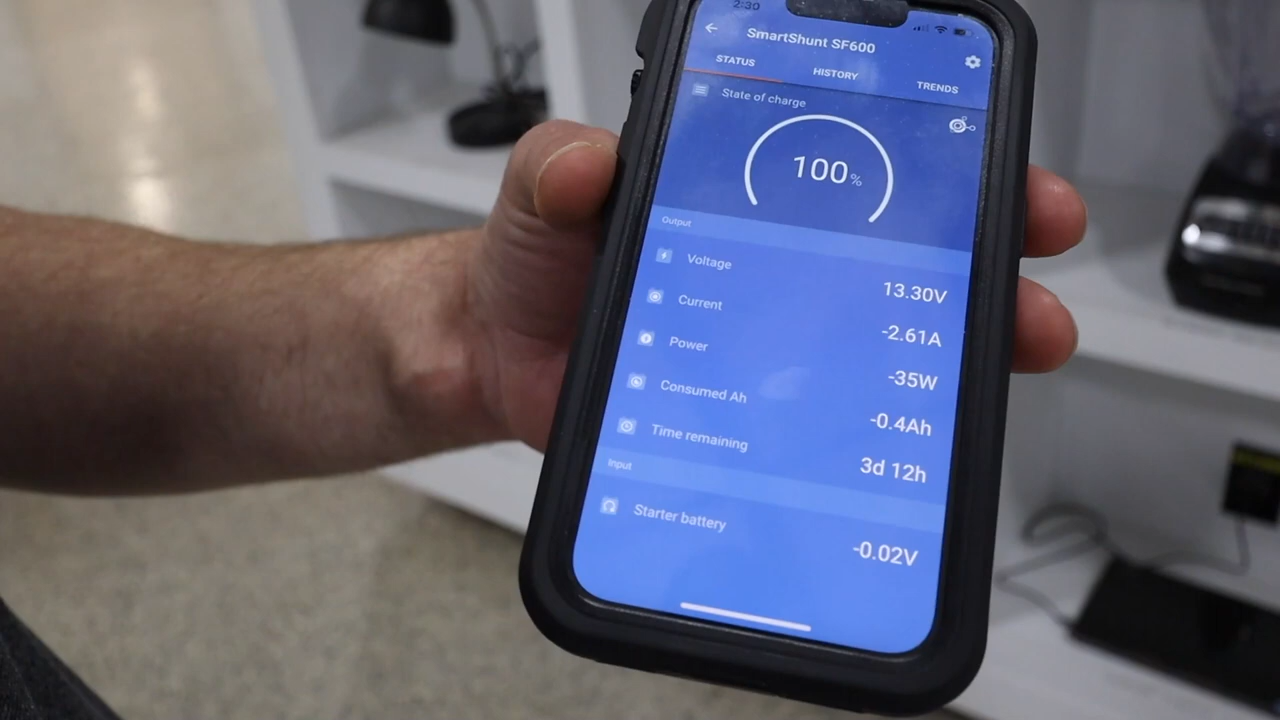 2:30
SmartShunt SF600
STATUS HISTORY TRENDS
State of charge
100%
Output
Voltage 13.30V
Current -2.61A
Power -35W
Consumed Ah -0.4Ah
Time remaining 3d 12h
Input
Starter battery -0.02V